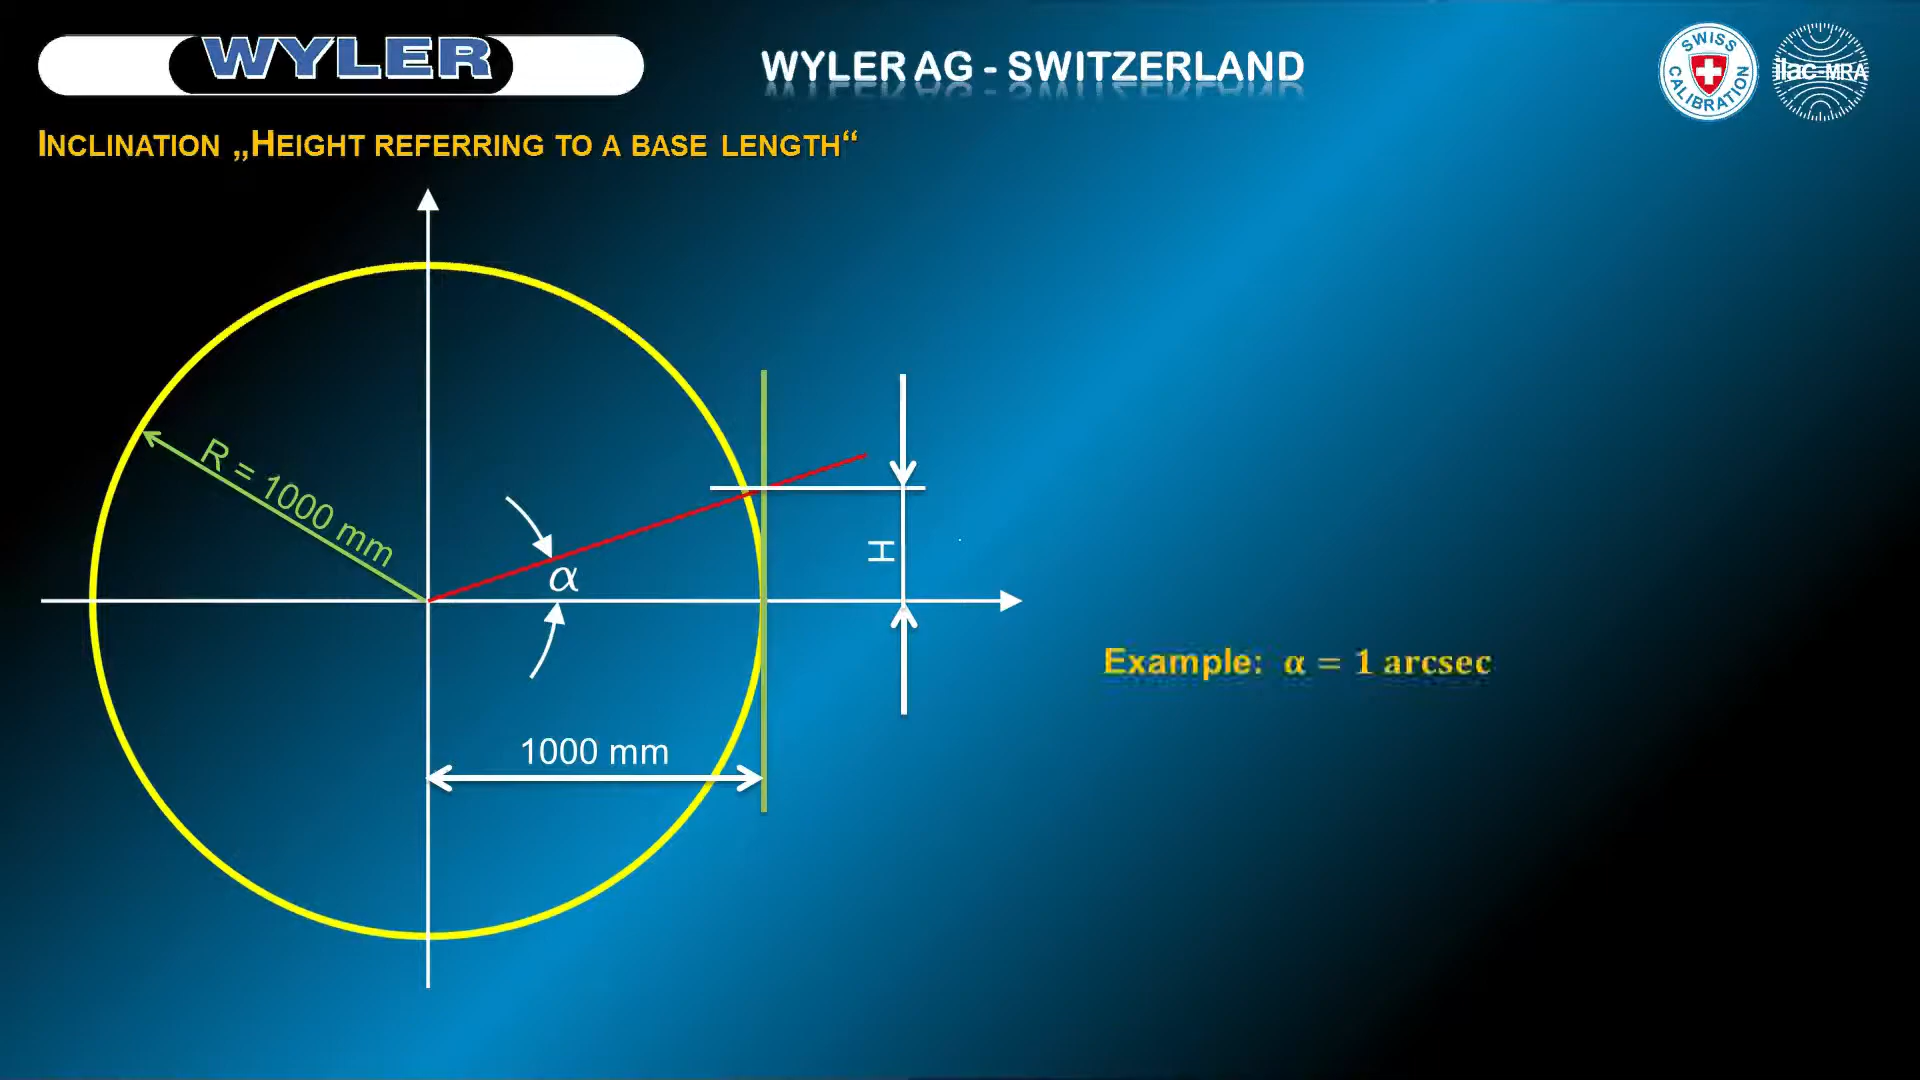 WYLER
WYLER AG - SWITZERLAND
SWISS
CALIBRATION
ilac-MRA
INCLINATION „HEIGHT REFERRING TO A BASE LENGTH“
R = 1000 mm
α
H
1000 mm
Example: α = 1 arcsec